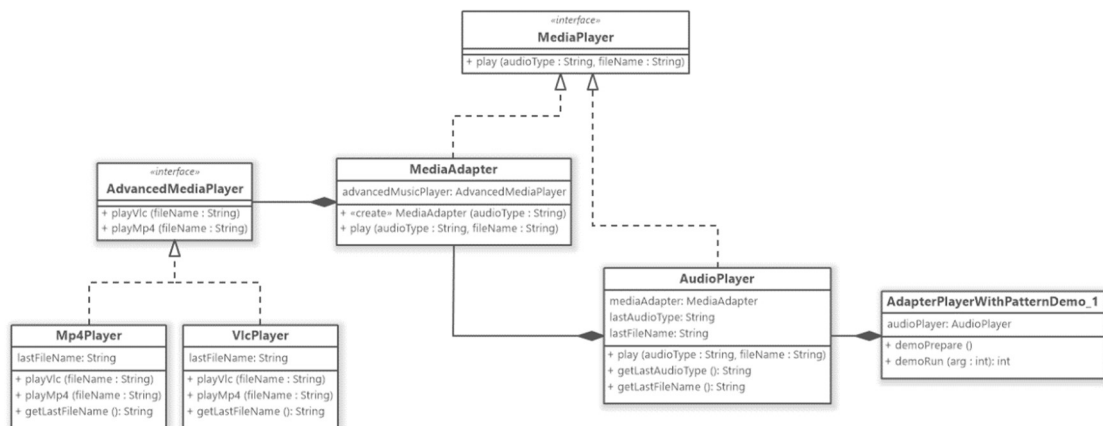 «interface»
MediaPlayer
+ play (audioType : String, fileName : String)
«interface»
AdvancedMediaPlayer
+ playVlc (fileName : String)
+ playMp4 (fileName : String)
MediaAdapter
advancedMusicPlayer: AdvancedMediaPlayer
+ «create» MediaAdapter (audioType : String)
+ play (audioType : String, fileName : String)
AudioPlayer
mediaAdapter: MediaAdapter
lastAudioType: String
lastFileName: String
+ play (audioType : String, fileName : String)
+ getLastAudioType (): String
+ getLastFileName (): String
AdapterPlayerWithPatternDemo_1
audioPlayer: AudioPlayer
+ demoPrepare ()
+ demoRun (arg : int): int
Mp4Player
lastFileName: String
+ playVlc (fileName : String)
+ playMp4 (fileName : String)
+ getLastFileName (): String
VlcPlayer
lastFileName: String
+ playVlc (fileName : String)
+ playMp4 (fileName : String)
+ getLastFileName (): String